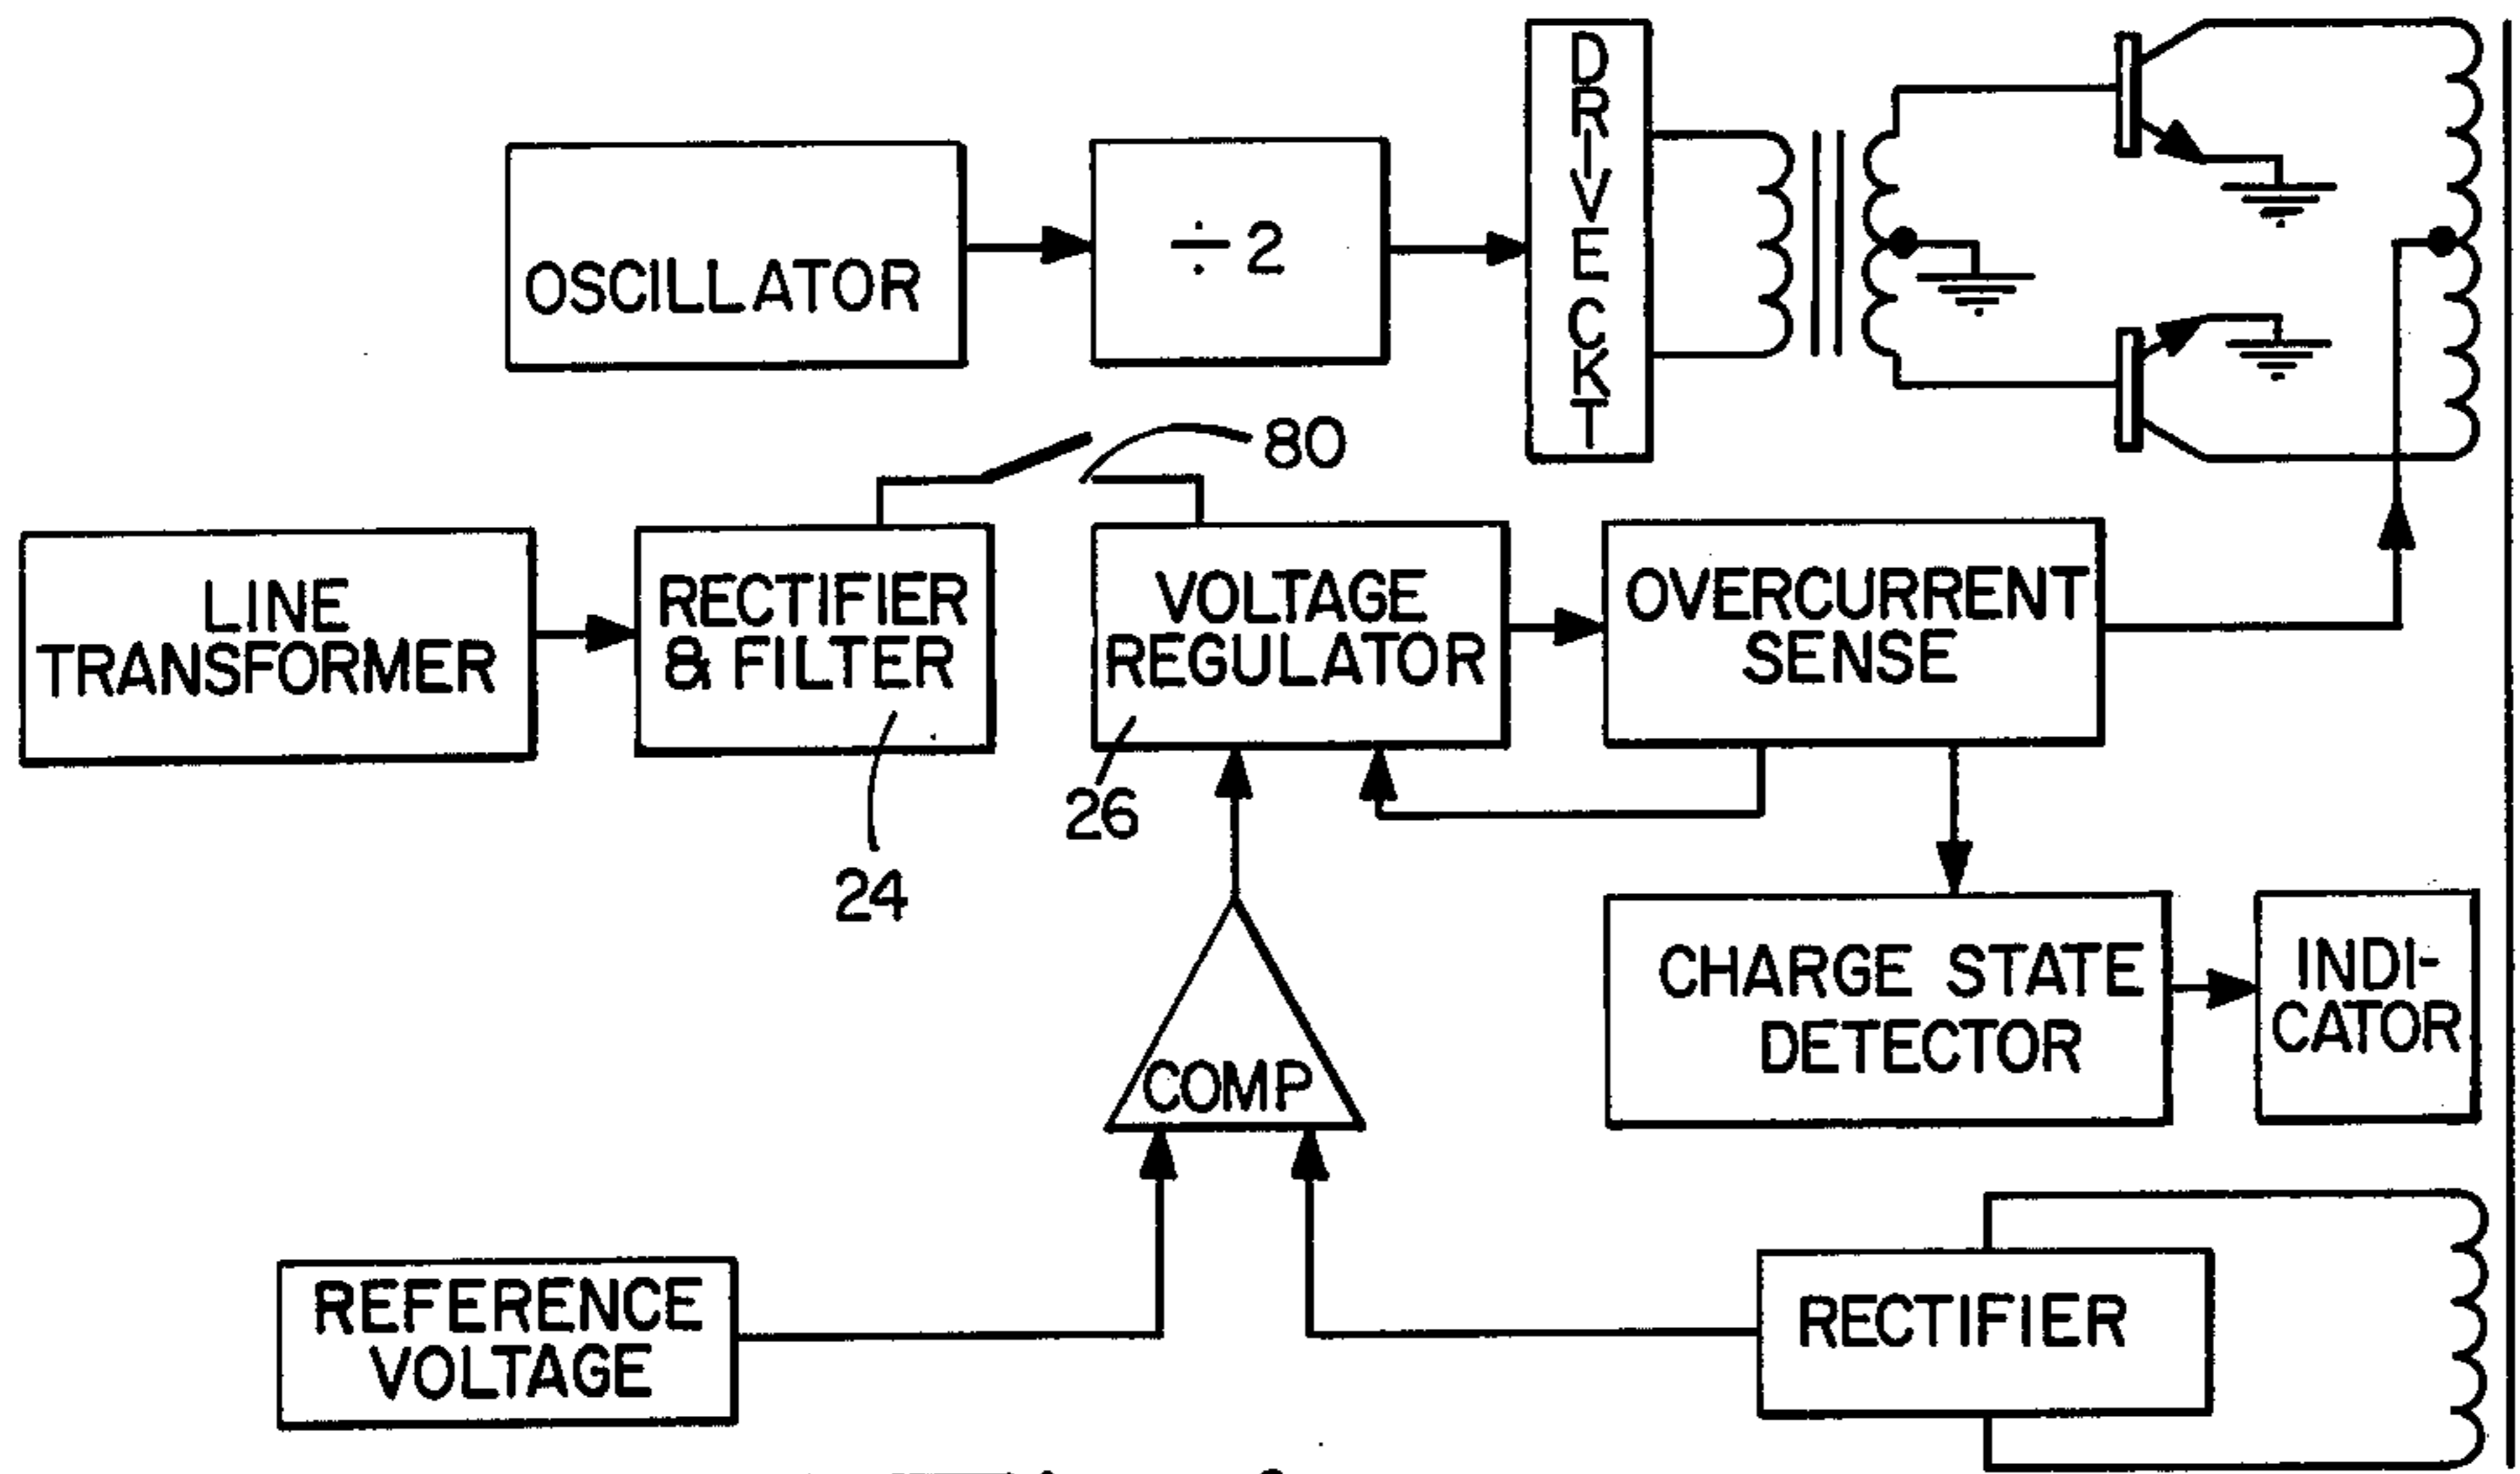 OSCILLATOR
÷2
DRIVE CKT
80
LINE
TRANSFORMER
RECTIFIER
& FILTER
VOLTAGE
REGULATOR
OVERCURRENT
SENSE
26
24
CHARGE STATE
DETECTOR
INDI-
CATOR
COMP
REFERENCE
VOLTAGE
RECTIFIER